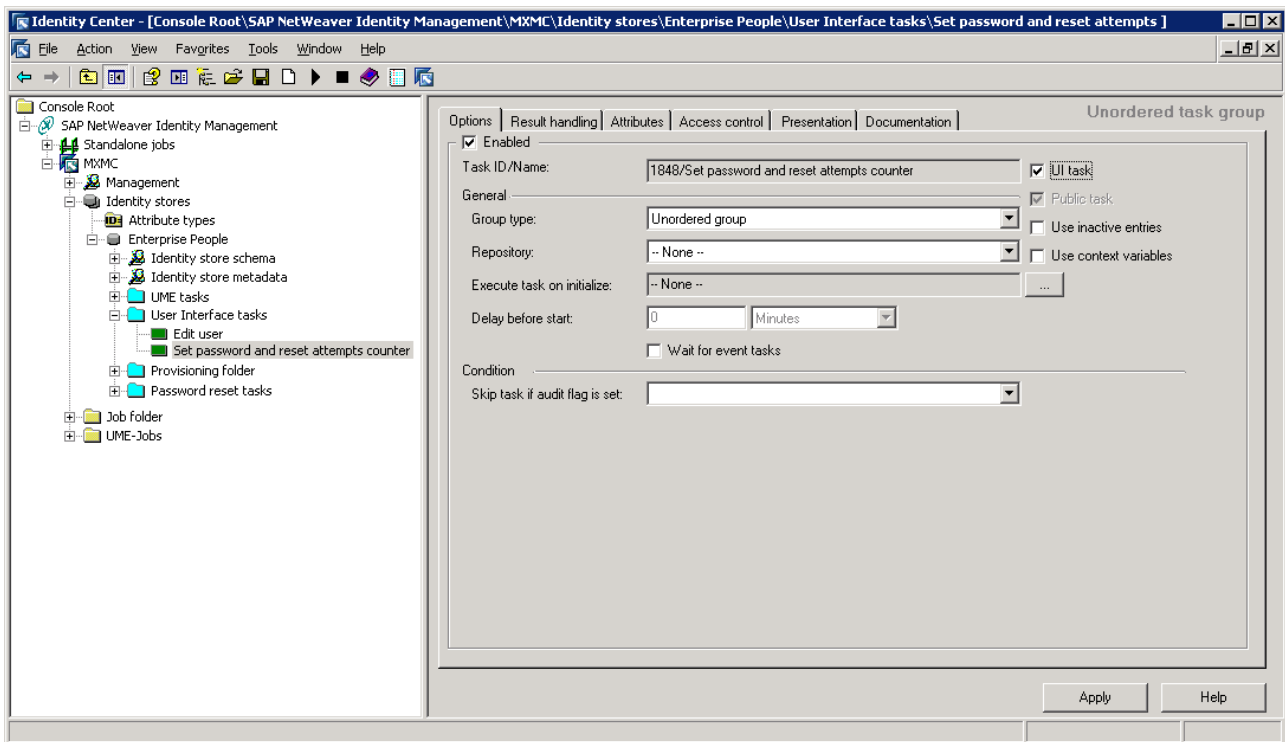 Identity Center - [Console Root\SAP NetWeaver Identity Management\MXMC\Identity stores\Enterprise People\User Interface tasks\Set password and reset attempts ]
File Action View Favorites Tools Window Help
Console Root
SAP NetWeaver Identity Management
Standalone jobs
MXMC
Management
Identity stores
Attribute types
Enterprise People
Identity store schema
Identity store metadata
UME tasks
User Interface tasks
Edit user
Set password and reset attempts counter
Provisioning folder
Password reset tasks
Job folder
UME-Jobs
Unordered task group
Options Result handling Attributes Access control Presentation Documentation
Enabled
Task ID/Name: 1848/Set password and reset attempts counter UI task
General Public task
Group type: Unordered group Use inactive entries
Repository: -- None -- Use context variables
Execute task on initialize: -- None -- ...
Delay before start: 0 Minutes
Wait for event tasks
Condition
Skip task if audit flag is set:
Apply Help